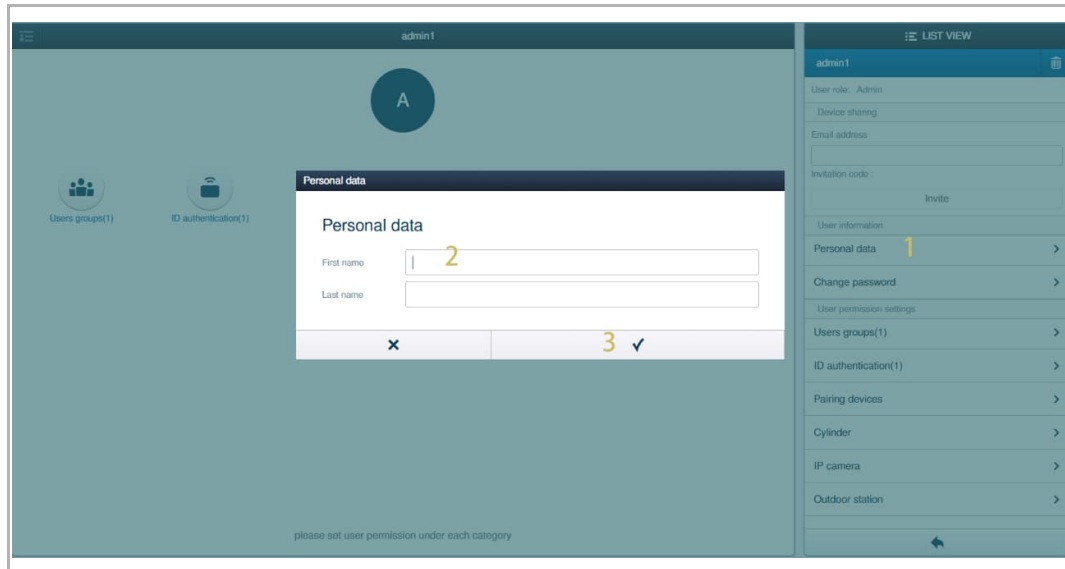 admin1
A
Users groups(1)
ID authentication(1)
please set user permission under each category
Personal data
Personal data
First name
2
Last name
3
LIST VIEW
admin1
User role: Admin
Device sharing
Email address:
Invitation code :
Invite
User information
Personal data
1
Change password
User permission settings
Users groups(1)
ID authentication(1)
Pairing devices
Cylinder
IP camera
Outdoor station